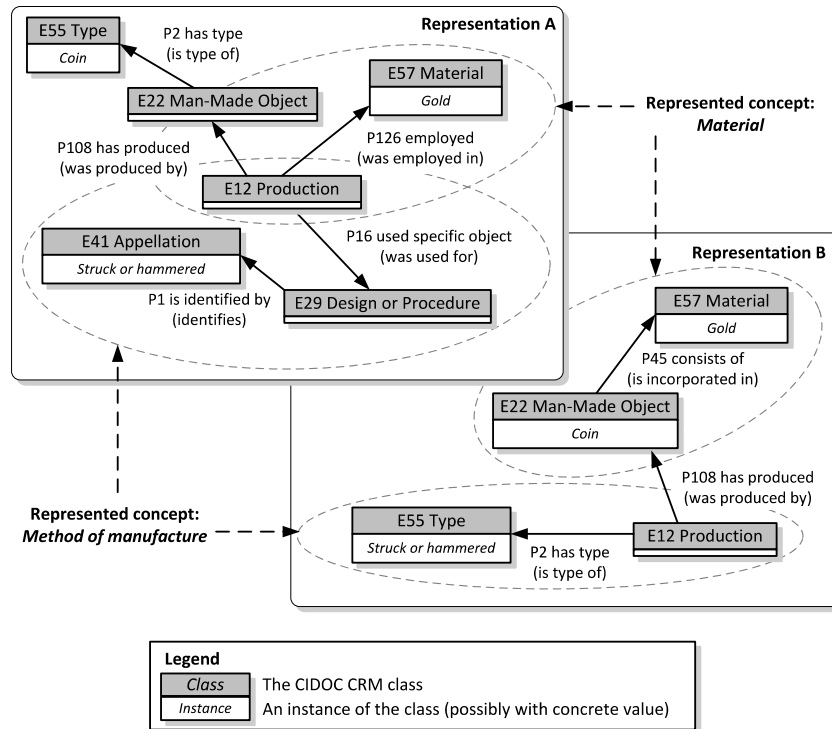 Representation A
E55 Type
Coin
P2 has type
(is type of)
E22 Man-Made Object
E57 Material
Gold
P108 has produced
(was produced by)
P126 employed
(was employed in)
E12 Production
E41 Appellation
Struck or hammered
P16 used specific object
(was used for)
P1 is identified by
(identifies)
E29 Design or Procedure
Represented concept:
Material
Representation B
E57 Material
Gold
P45 consists of
(is incorporated in)
E22 Man-Made Object
Coin
P108 has produced
(was produced by)
Represented concept:
Method of manufacture
E55 Type
Struck or hammered
P2 has type
(is type of)
E12 Production
Legend
Class The CIDOC CRM class
Instance An instance of the class (possibly with concrete value)